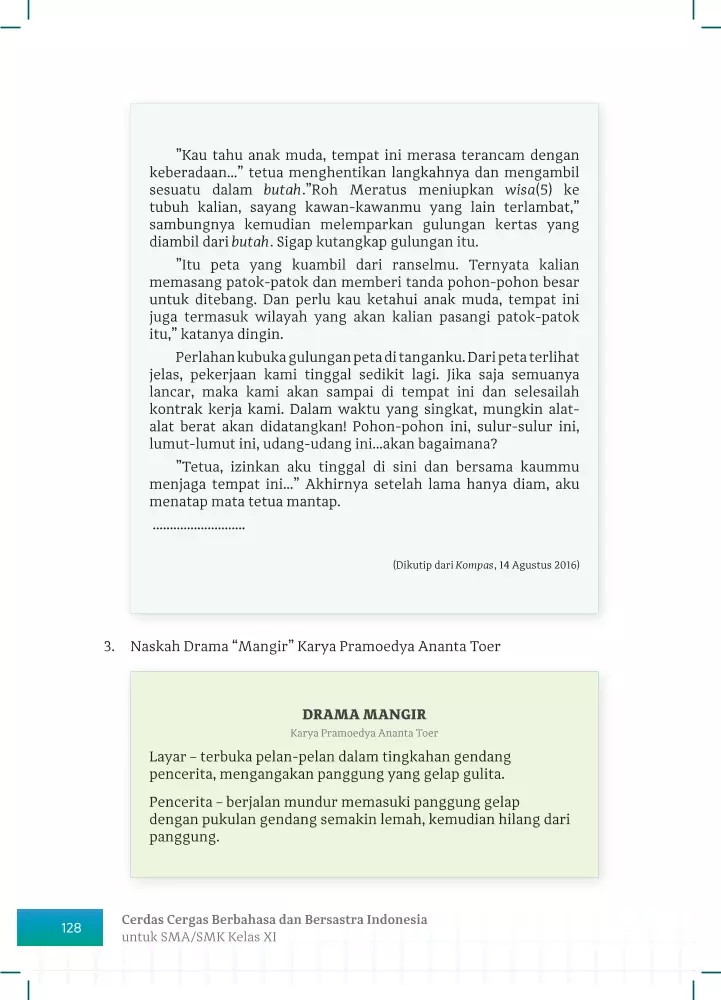 ”Kau tahu anak muda, tempat ini merasa terancam dengan
keberadaan...” tetua menghentikan langkahnya dan mengambil
sesuatu dalam butah.”Roh Meratus meniupkan wisa(5) ke
tubuh kalian, sayang kawan-kawanmu yang lain terlambat,”
sambungnya kemudian melemparkan gulungan kertas yang
diambil dari butah. Sigap kutangkap gulungan itu.
”Itu peta yang kuambil dari ranselmu. Ternyata kalian
memasang patok-patok dan memberi tanda pohon-pohon besar
untuk ditebang. Dan perlu kau ketahui anak muda, tempat ini
juga termasuk wilayah yang akan kalian pasangi patok-patok
itu,” katanya dingin.
Perlahan kubuka gulungan peta di tanganku. Dari peta terlihat
jelas, pekerjaan kami tinggal sedikit lagi. Jika saja semuanya
lancar, maka kami akan sampai di tempat ini dan selesailah
kontrak kerja kami. Dalam waktu yang singkat, mungkin alat-
alat berat akan didatangkan! Pohon-pohon ini, sulur-sulur ini,
lumut-lumut ini, udang-udang ini...akan bagaimana?
”Tetua, izinkan aku tinggal di sini dan bersama kaummu
menjaga tempat ini...” Akhirnya setelah lama hanya diam, aku
menatap mata tetua mantap.
...........................
(Dikutip dari Kompas, 14 Agustus 2016)
3. Naskah Drama “Mangir” Karya Pramoedya Ananta Toer
DRAMA MANGIR
Karya Pramoedya Ananta Toer
Layar – terbuka pelan-pelan dalam tingkahan gendang
pencerita, mengangakan panggung yang gelap gulita.
Pencerita – berjalan mundur memasuki panggung gelap
dengan pukulan gendang semakin lemah, kemudian hilang dari
panggung.
128
Cerdas Cergas Berbahasa dan Bersastra Indonesia
untuk SMA/SMK Kelas XI